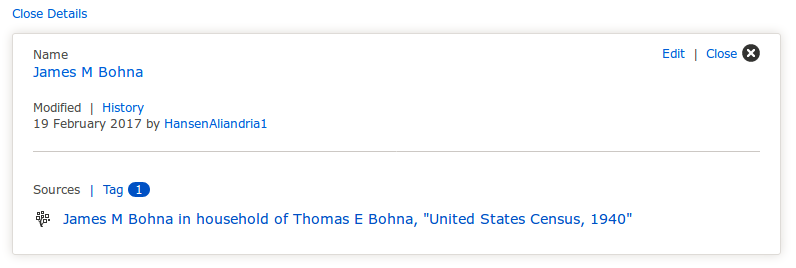 Close Details
Name
Edit | Close
James M Bohna
Modified | History
19 February 2017 by HansenAliandria1
Sources | Tag 1
James M Bohna in household of Thomas E Bohna, "United States Census, 1940"